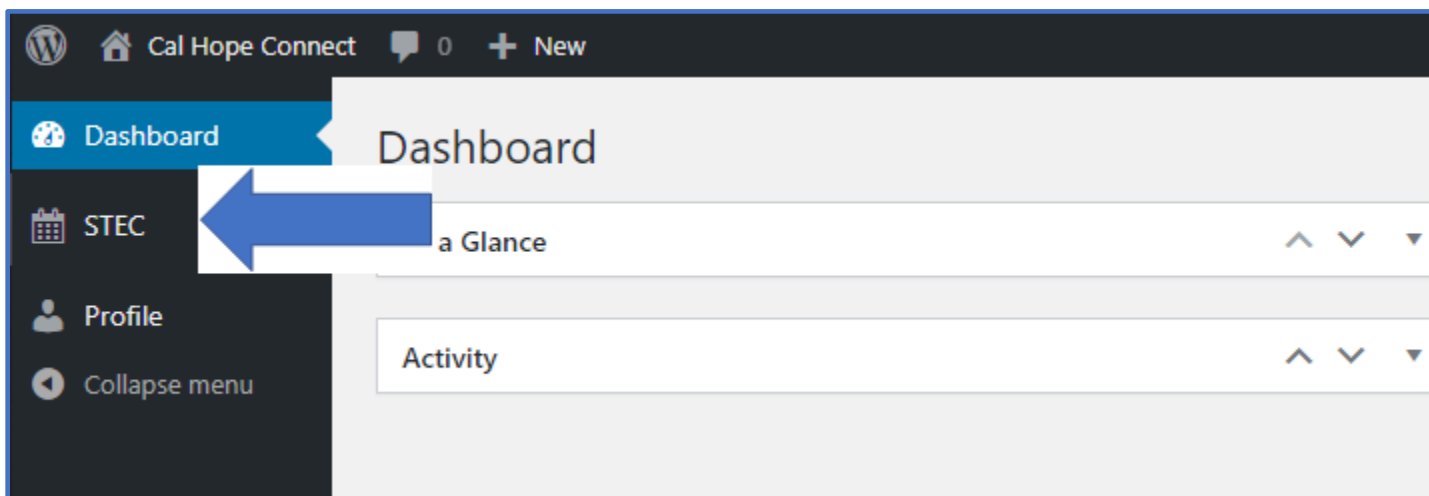 Cal Hope Connect 0 + New
Dashboard
Dashboard
STEC
a Glance
Profile
Activity
Collapse menu